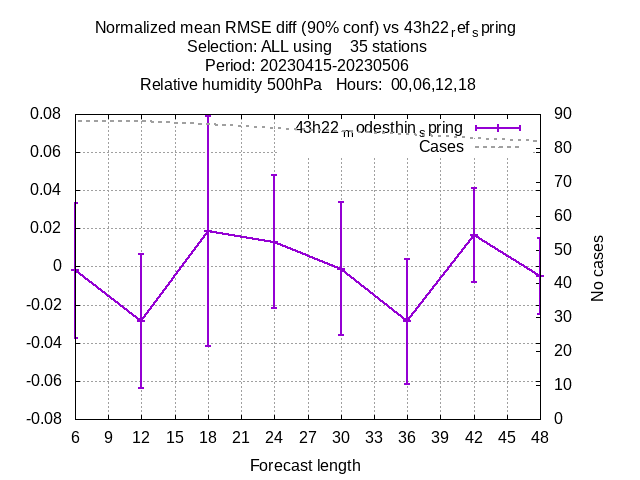 Normalized mean RMSE diff (90% conf) vs 43h22ᵣefₛpring
Selection: ALL using    35 stations
Period: 20230415-20230506
Relative humidity 500hPa   Hours:  00,06,12,18
43h22ₘodesthinₛpring
Cases
0.08
0.06
0.04
0.02
0
-0.02
-0.04
-0.06
-0.08
90
80
70
60
50
40
30
20
10
0
No cases
6 9 12 15 18 21 24 27 30 33 36 39 42 45 48
Forecast length